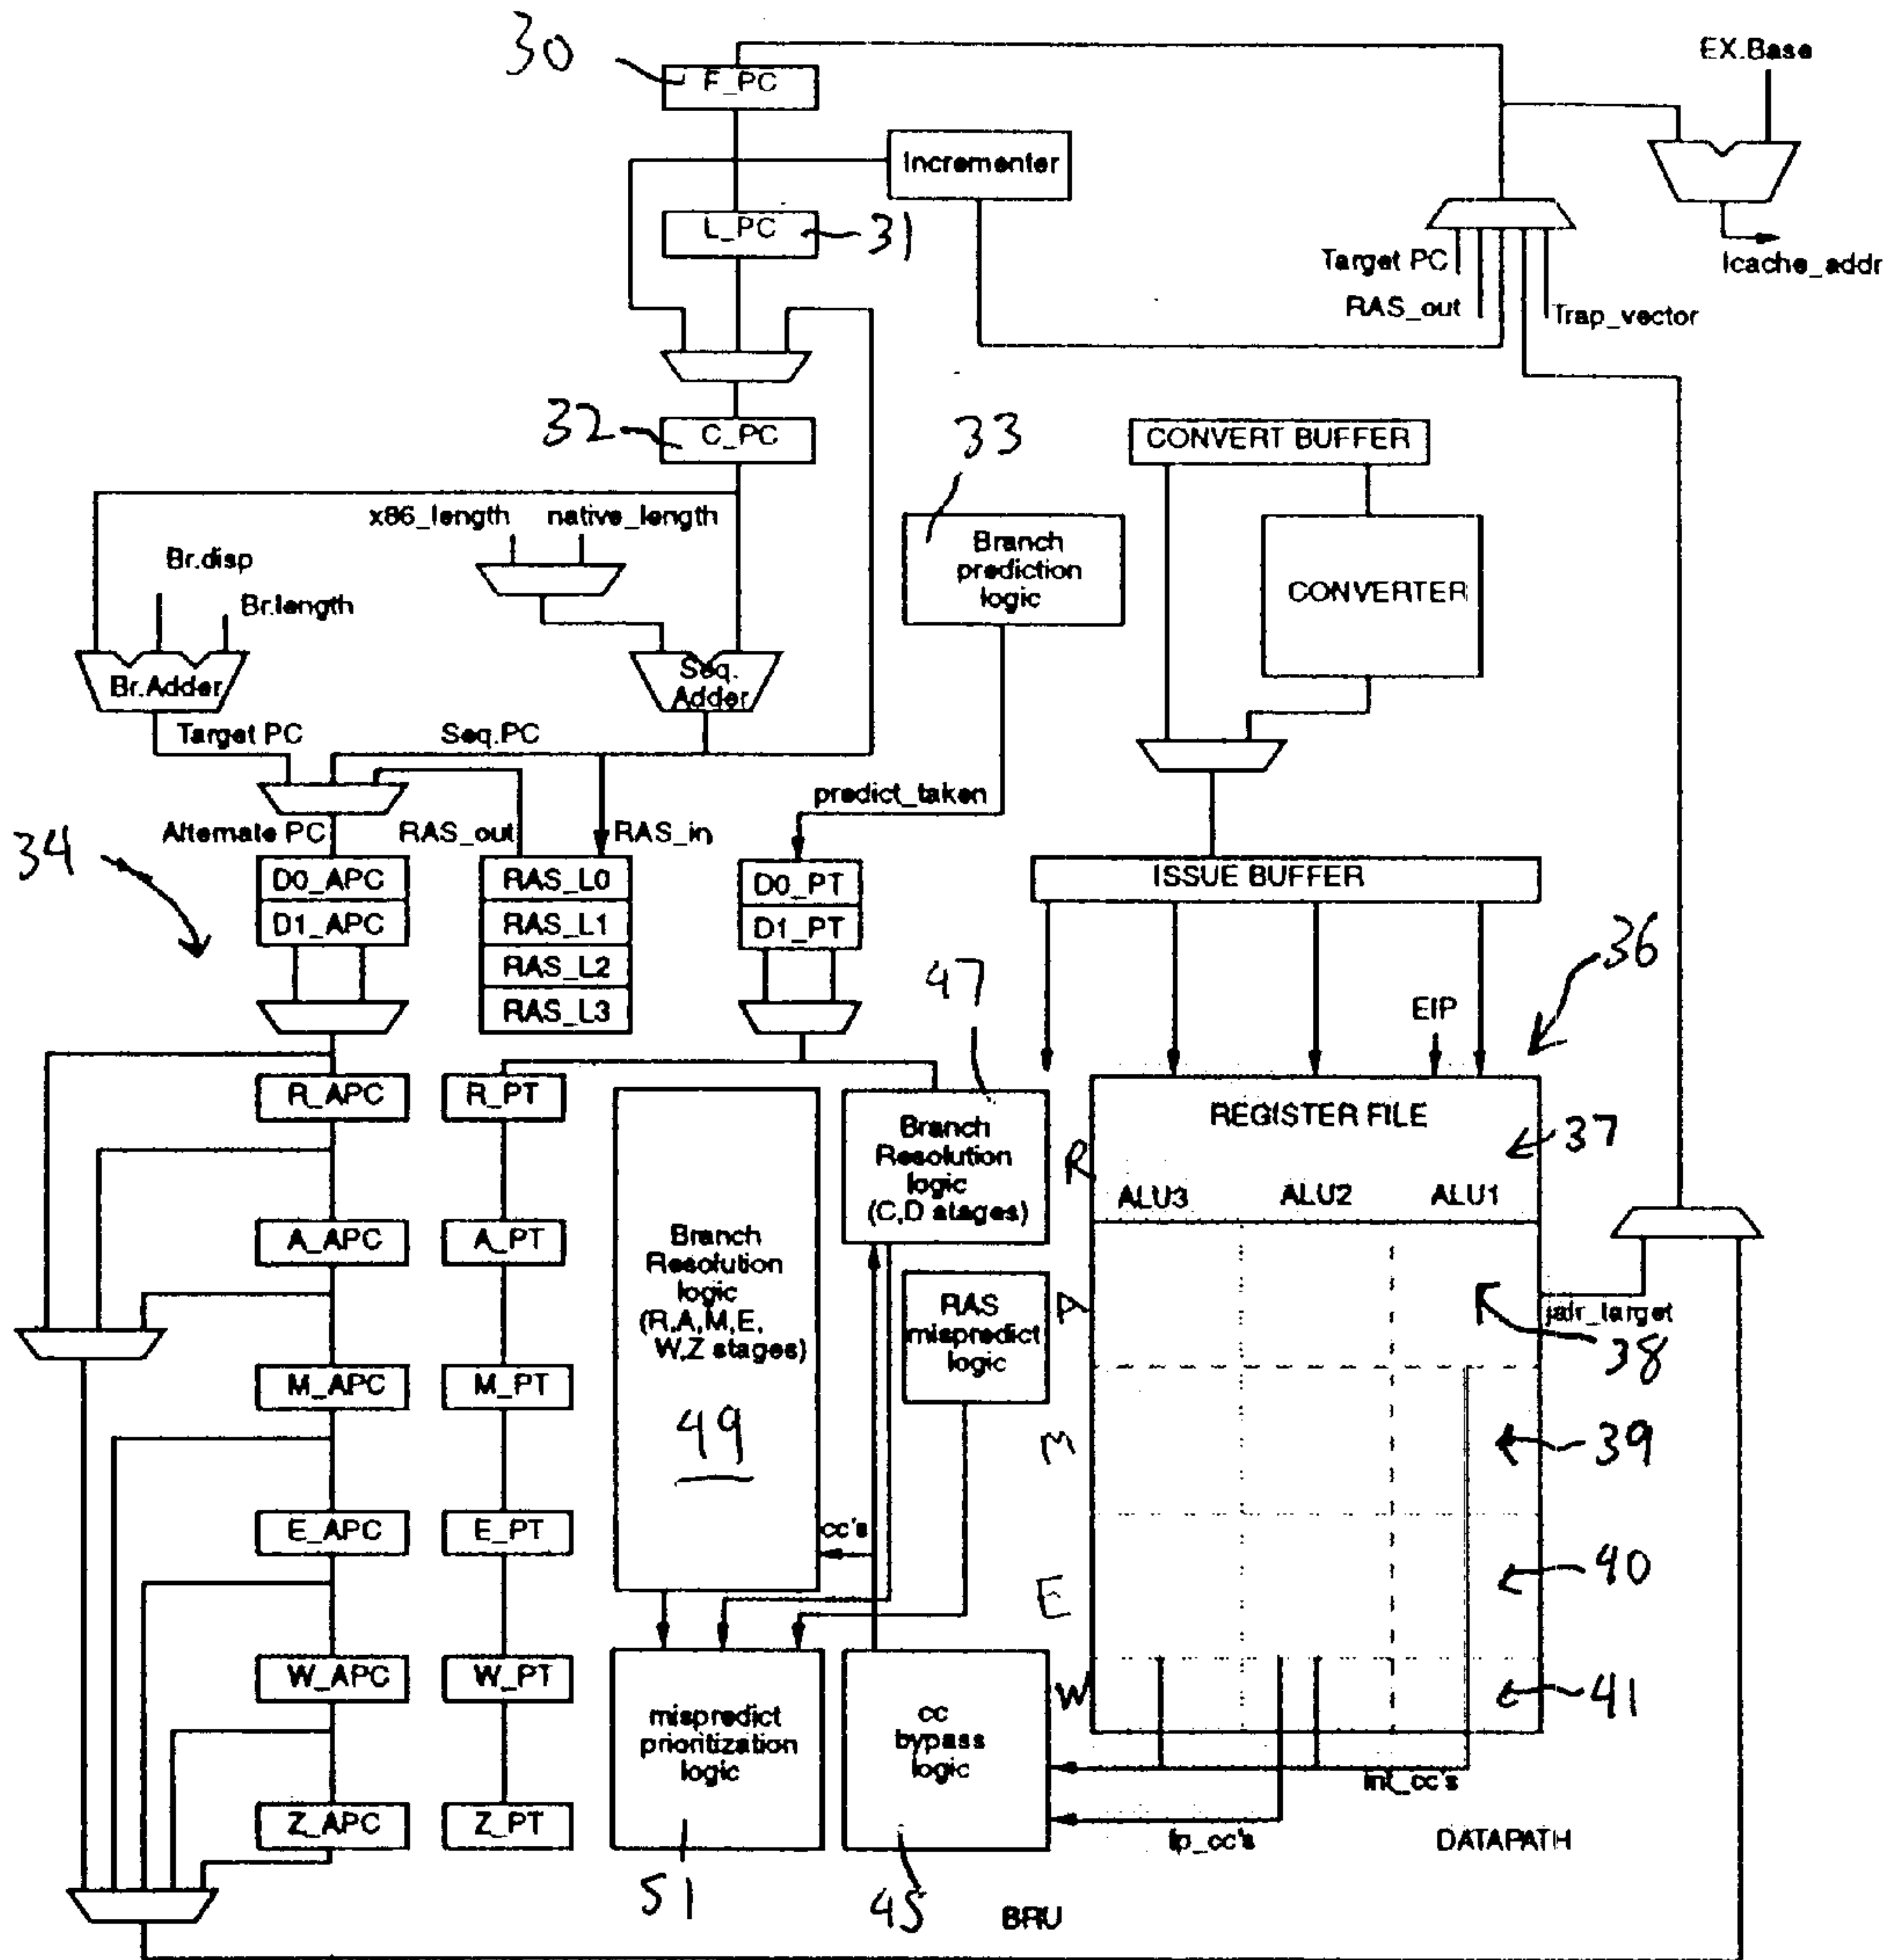 30
F_PC
EX.Base
Incrementer
L_PC
31
Target PC
RAS_out
Trap_vector
Icache_addr
32
C_PC
33
CONVERT BUFFER
x86_length
native_length
Branch
prediction
logic
CONVERTER
Br.disp
Br.length
Br.Adder
Seq.
Adder
Target PC
Seq.PC
predict_taken
34
Alternate PC
RAS_out
RAS_in
D0_APC
D1_APC
RAS_L0
RAS_L1
RAS_L2
RAS_L3
D0_PT
D1_PT
ISSUE BUFFER
47
EIP
36
R_APC
R_PT
Branch
Resolution
logic
(C,D stages)
R
REGISTER FILE
37
ALU3
ALU2
ALU1
A_APC
A_PT
Branch
Resolution
logic
(R,A,M,E,
W,Z stages)
49
RAS
mispredict
logic
A
jalr_target
38
M_APC
M_PT
M
39
E_APC
E_PT
cc's
E
40
W_APC
W_PT
mispredict
prioritization
logic
cc
bypass
logic
W
41
int_cc's
Z_APC
Z_PT
fp_cc's
DATAPATH
51
45
BRU